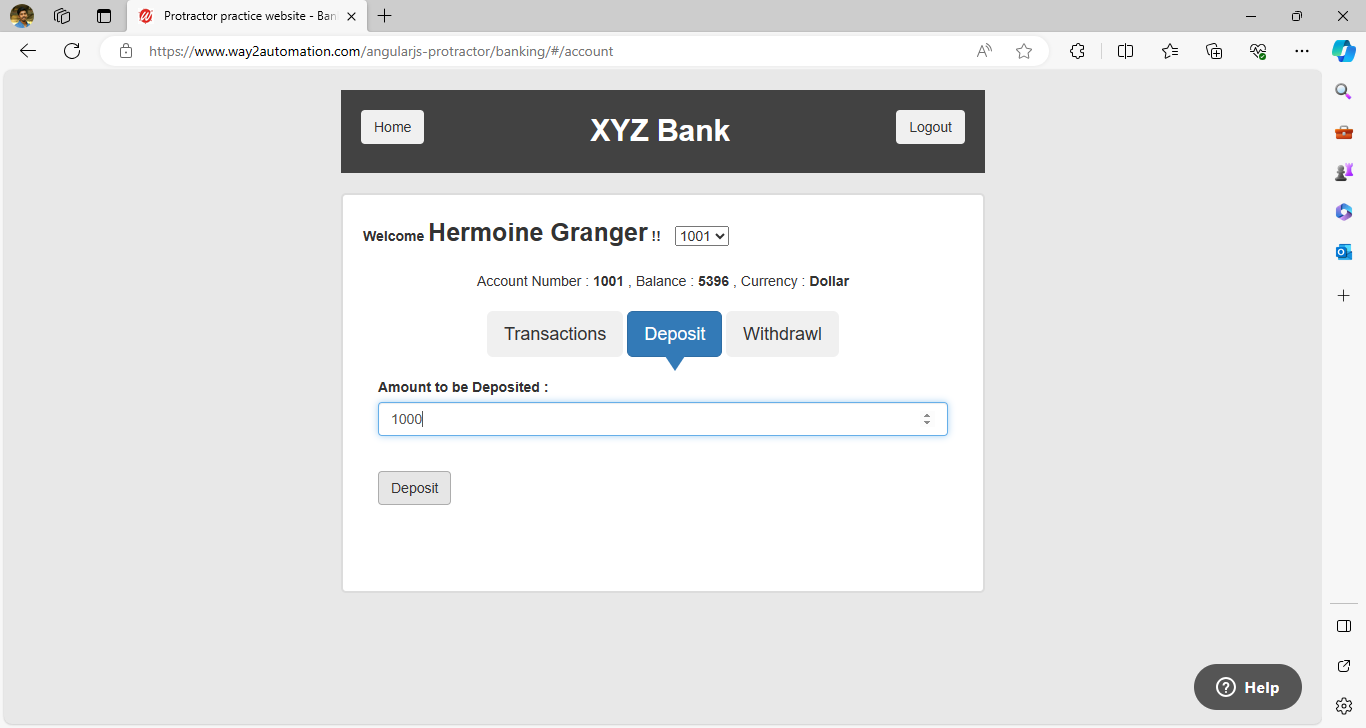 Protractor practice website - Ban
https://www.way2automation.com/angularjs-protractor/banking/#/account
Home
XYZ Bank
Logout
Welcome Hermoine Granger !! 1001
Account Number : 1001 , Balance : 5396 , Currency : Dollar
Transactions
Deposit
Withdrawl
Amount to be Deposited :
1000
Deposit
Help